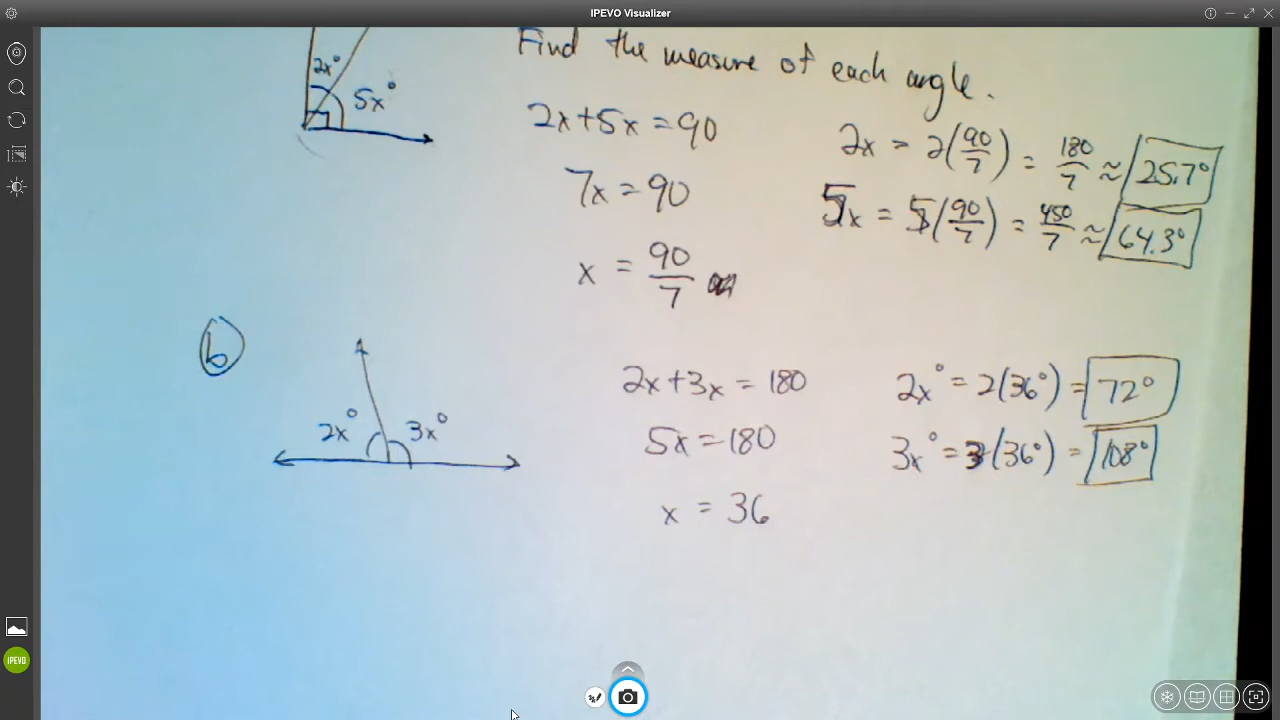 IPEVO Visualizer
Find the measure of each angle.
2x°
5x°
2x+5x=90
7x=90
x = 90/7
2x = 2(90/7) = 180/7 ≈ 25.7°
5x = 5(90/7) = 450/7 ≈ 64.3°
b
2x°
3x°
2x+3x=180
5x=180
x = 36
2x° = 2(36°) = 72°
3x° = 3(36°) = 108°
IPEVO